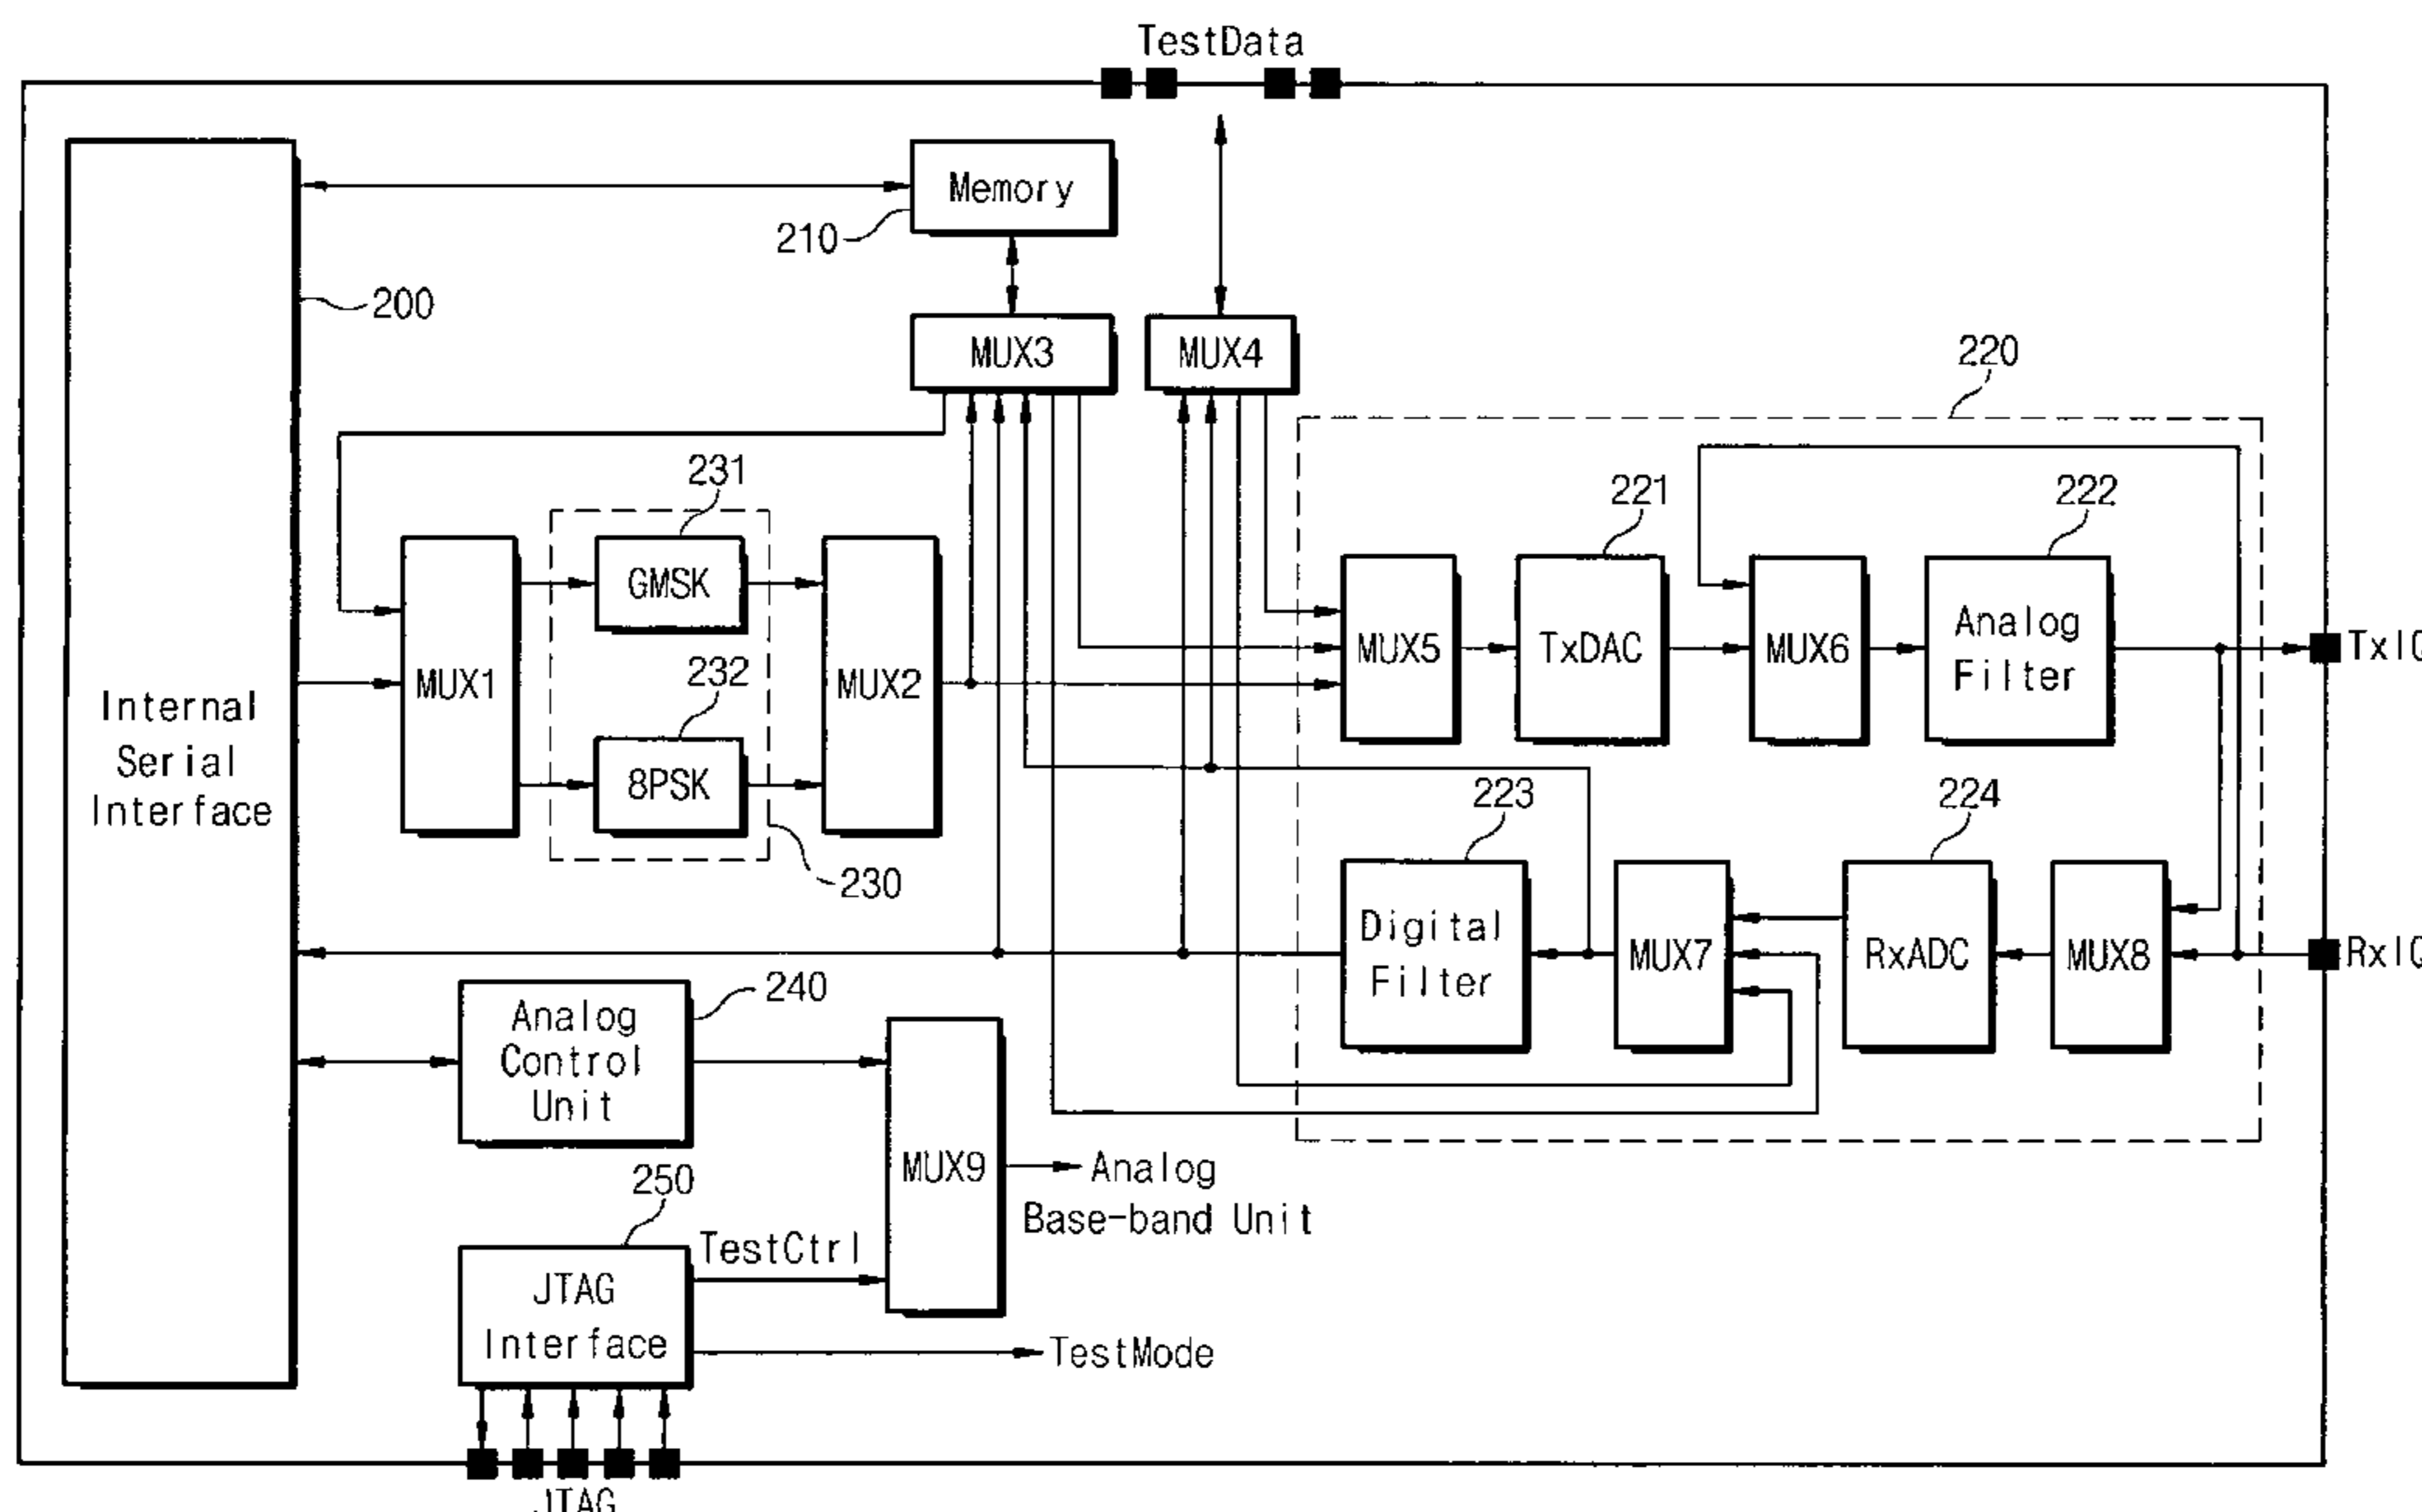 TestData
Memory
210
200
MUX3
MUX4
220
231
221
222
GMSK
232
8PSK
MUX1
MUX2
MUX5
TxDAC
MUX6
Analog
Filter
TxIQ
Internal
Serial
Interface
230
223
224
Digital
Filter
MUX7
RxADC
MUX8
RxIQ
Analog
Control
Unit
240
MUX9
Analog
Base-band Unit
250
TestCtrl
JTAG
Interface
TestMode
JTAG